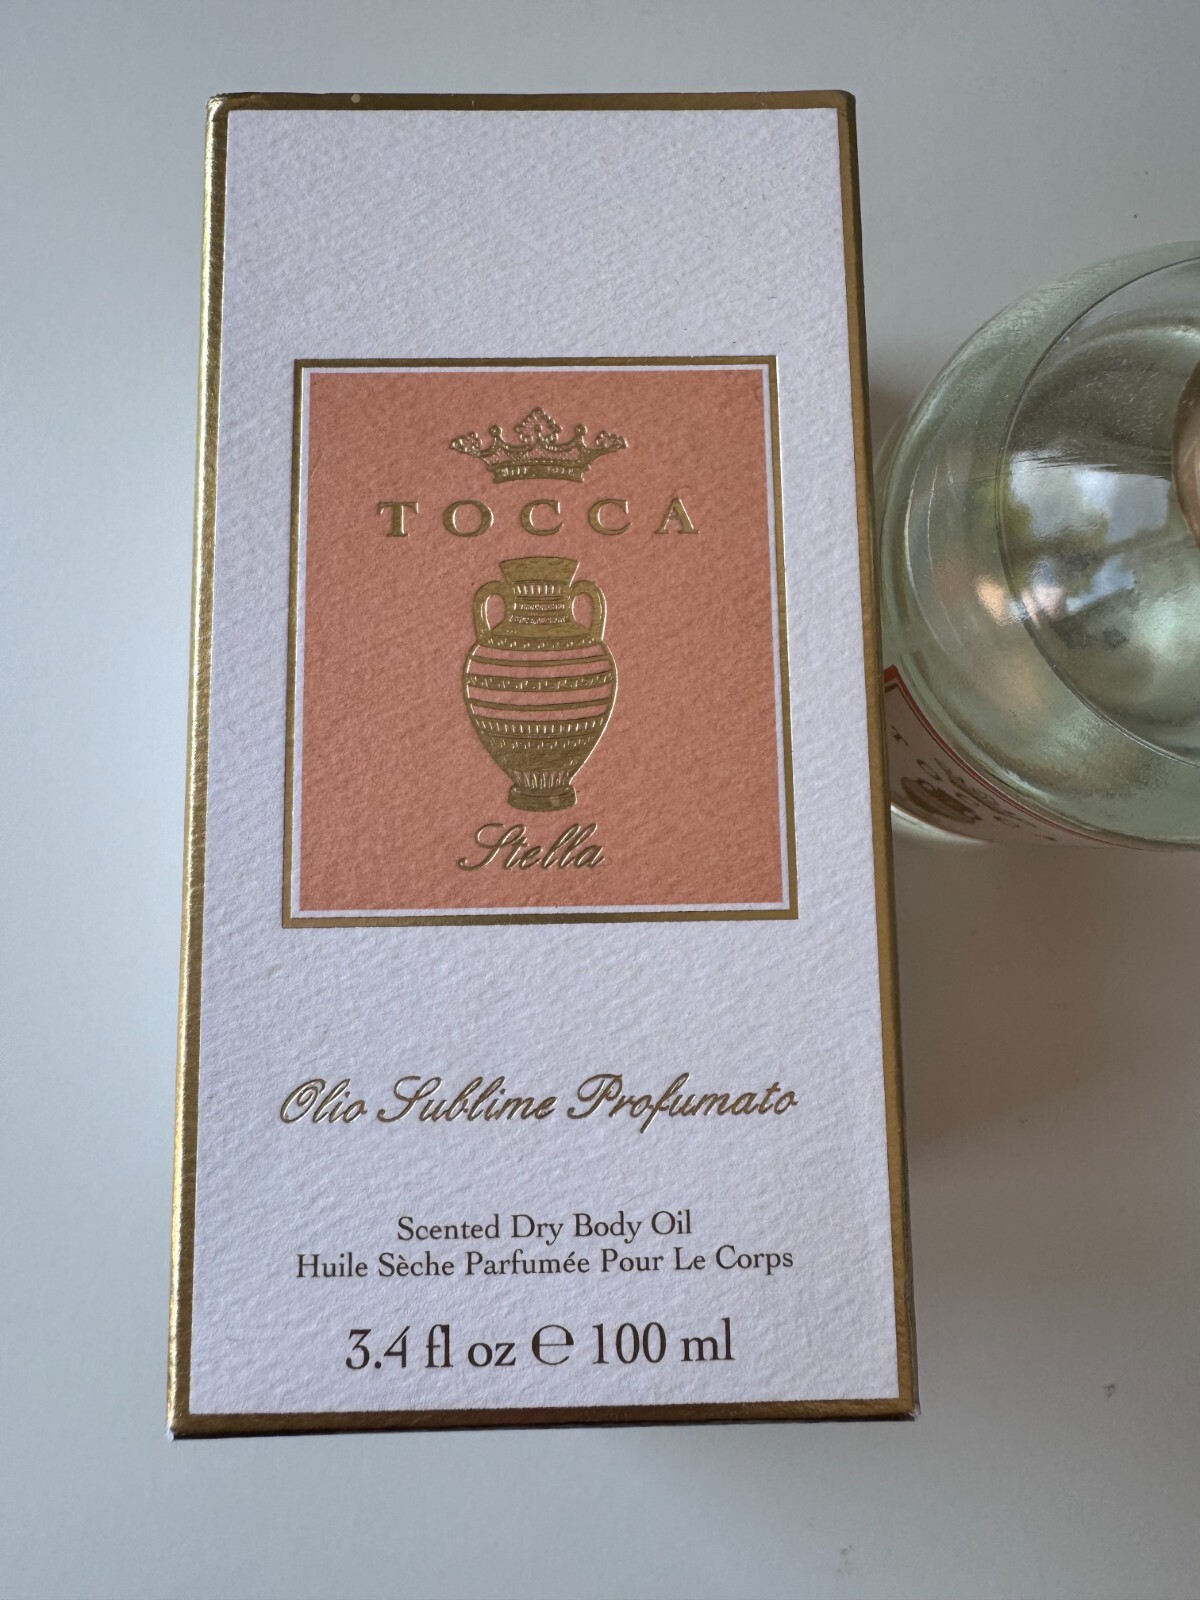 TOCCA
Stella
Olio Sublime Profumato
Scented Dry Body Oil
Huile Sèche Parfumée Pour Le Corps
3.4 fl oz ℮ 100 ml